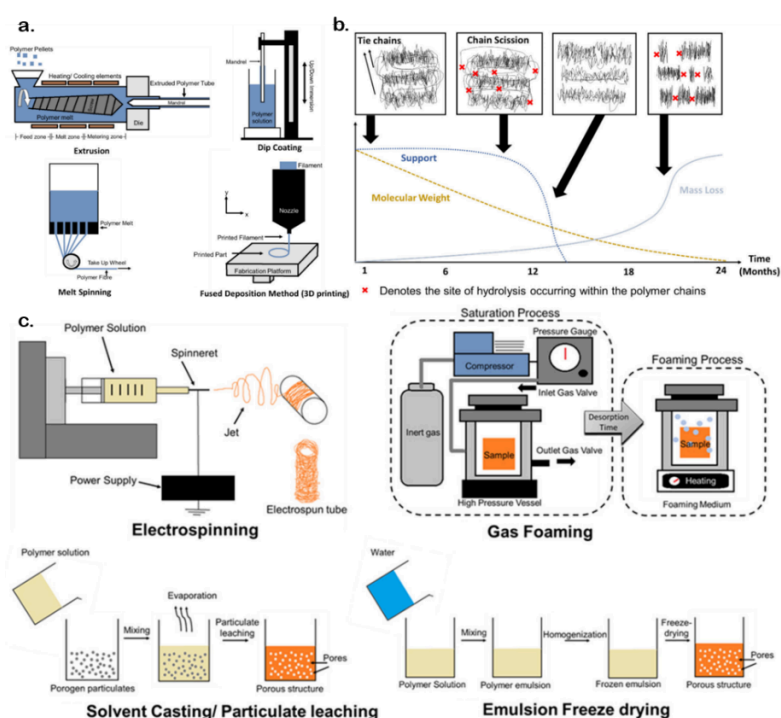 a.
Polymer Pellets
Heating/ Cooling elements
Extruded Polymer Tube
Mandrel
Polymer melt
Die
Feed zone
Melt zone
Metering zone
Extrusion
Mandrel
Polymer solution
Up/Down Immersion
Dip Coating
Polymer Melt
Take Up Wheel
Polymer Fibre
Melt Spinning
y
x
Filament
Nozzle
Printed Filament
Printed Part
Fabrication Platform
Fused Deposition Method (3D printing)
b.
Tie chains
Chain Scission
Support
Molecular Weight
Mass Loss
Time
(Months)
1
6
12
18
24
× Denotes the site of hydrolysis occurring within the polymer chains
c.
Polymer Solution
Spinneret
Jet
Power Supply
Electrospun tube
Electrospinning
Saturation Process
Pressure Gauge
Compressor
Inlet Gas Valve
Inert gas
Sample
Outlet Gas Valve
High Pressure Vessel
Desorption
Time
Foaming Process
Sample
Heating
Foaming Medium
Gas Foaming
Polymer solution
Evaporation
Mixing
Particulate
leaching
Pores
Porogen particulates
Porous structure
Solvent Casting/ Particulate leaching
Water
Mixing
Homogenization
Freeze-
drying
Pores
Polymer Solution
Polymer emulsion
Frozen emulsion
Porous structure
Emulsion Freeze drying